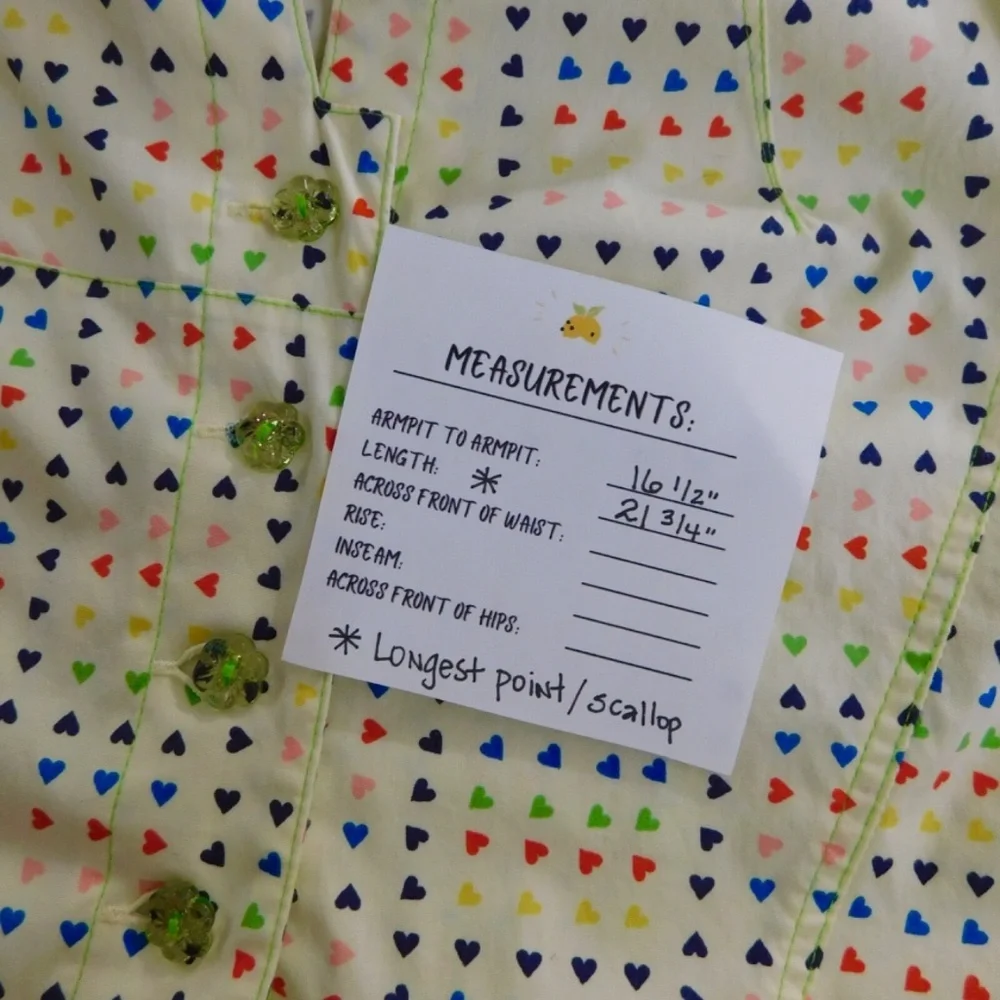 MEASUREMENTS:
ARMPIT TO ARMPIT: 16 1/2"
LENGTH: * 21 3/4"
ACROSS FRONT OF WAIST:
RISE:
INSEAM:
ACROSS FRONT OF HIPS:
* Longest point/scallop